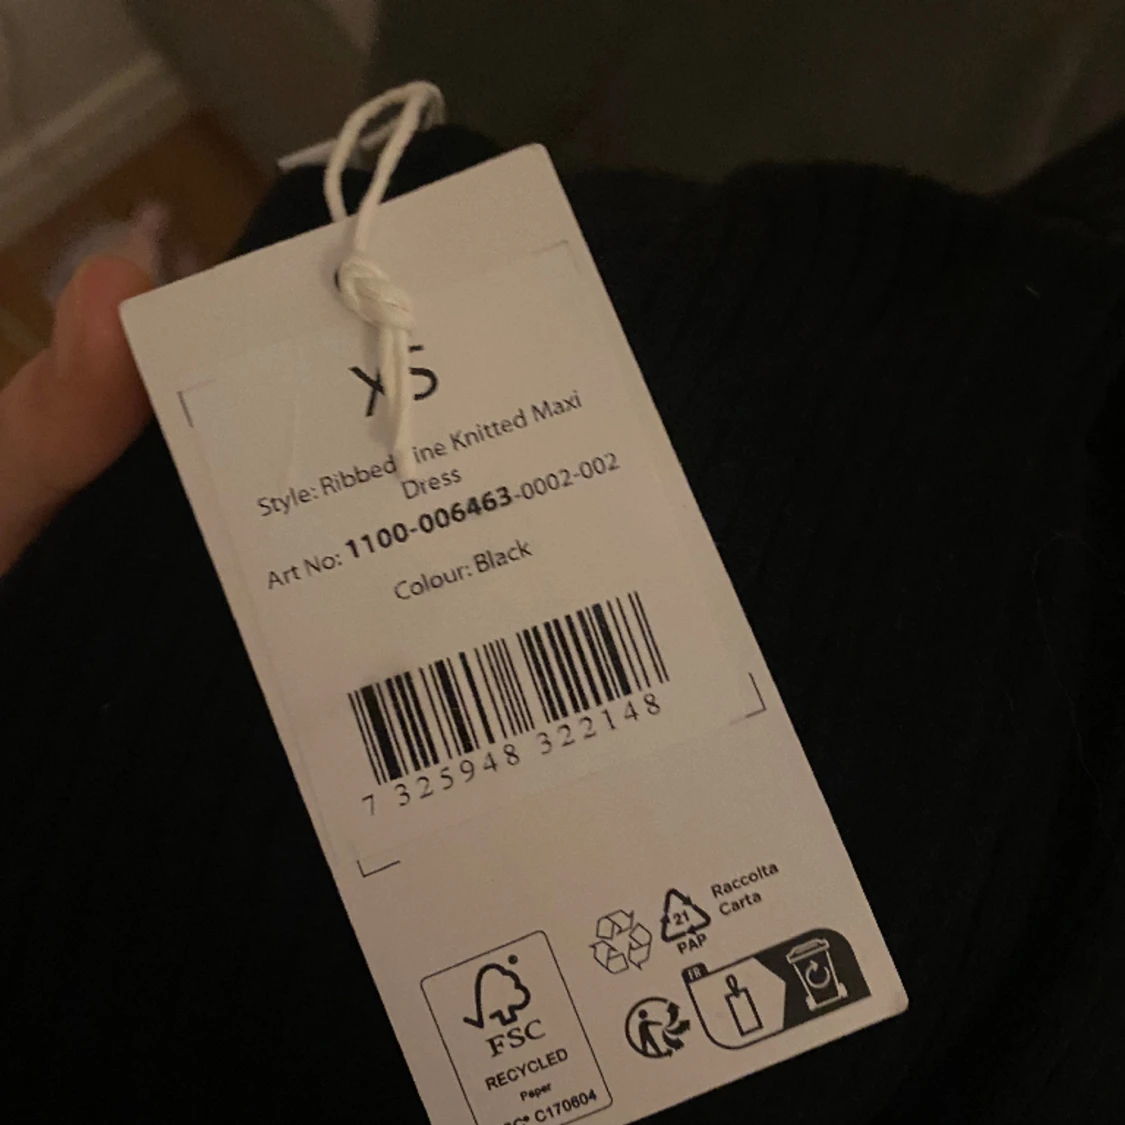 XS
Style: Ribbed ine Knitted Maxi
Dress
Art No: 1100-006463-0002-002
Colour: Black
7 325948 322148
Raccolta
Carta
21
PAP
FR
FSC
RECYCLED
Paper
C170604